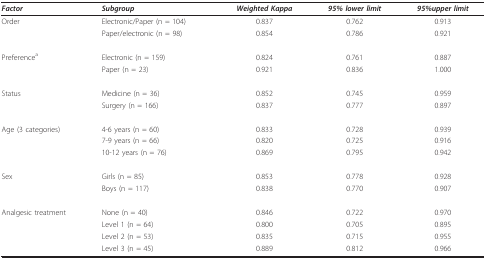 Factor Subgroup Weighted Kappa 95% lower limit 95%upper limit
Order Electronic/Paper (n = 104) 0.837 0.762 0.913
Paper/electronic (n = 98) 0.854 0.786 0.921
Preferenceᵃ Electronic (n = 159) 0.824 0.761 0.887
Paper (n = 23) 0.921 0.836 1.000
Status Medicine (n = 36) 0.852 0.745 0.959
Surgery (n = 166) 0.837 0.777 0.897
Age (3 categories) 4-6 years (n = 60) 0.833 0.728 0.939
7-9 years (n = 66) 0.820 0.725 0.916
10-12 years (n = 76) 0.869 0.795 0.942
Sex Girls (n = 85) 0.853 0.778 0.928
Boys (n = 117) 0.838 0.770 0.907
Analgesic treatment None (n = 40) 0.846 0.722 0.970
Level 1 (n = 64) 0.800 0.705 0.895
Level 2 (n = 53) 0.835 0.715 0.955
Level 3 (n = 45) 0.889 0.812 0.966